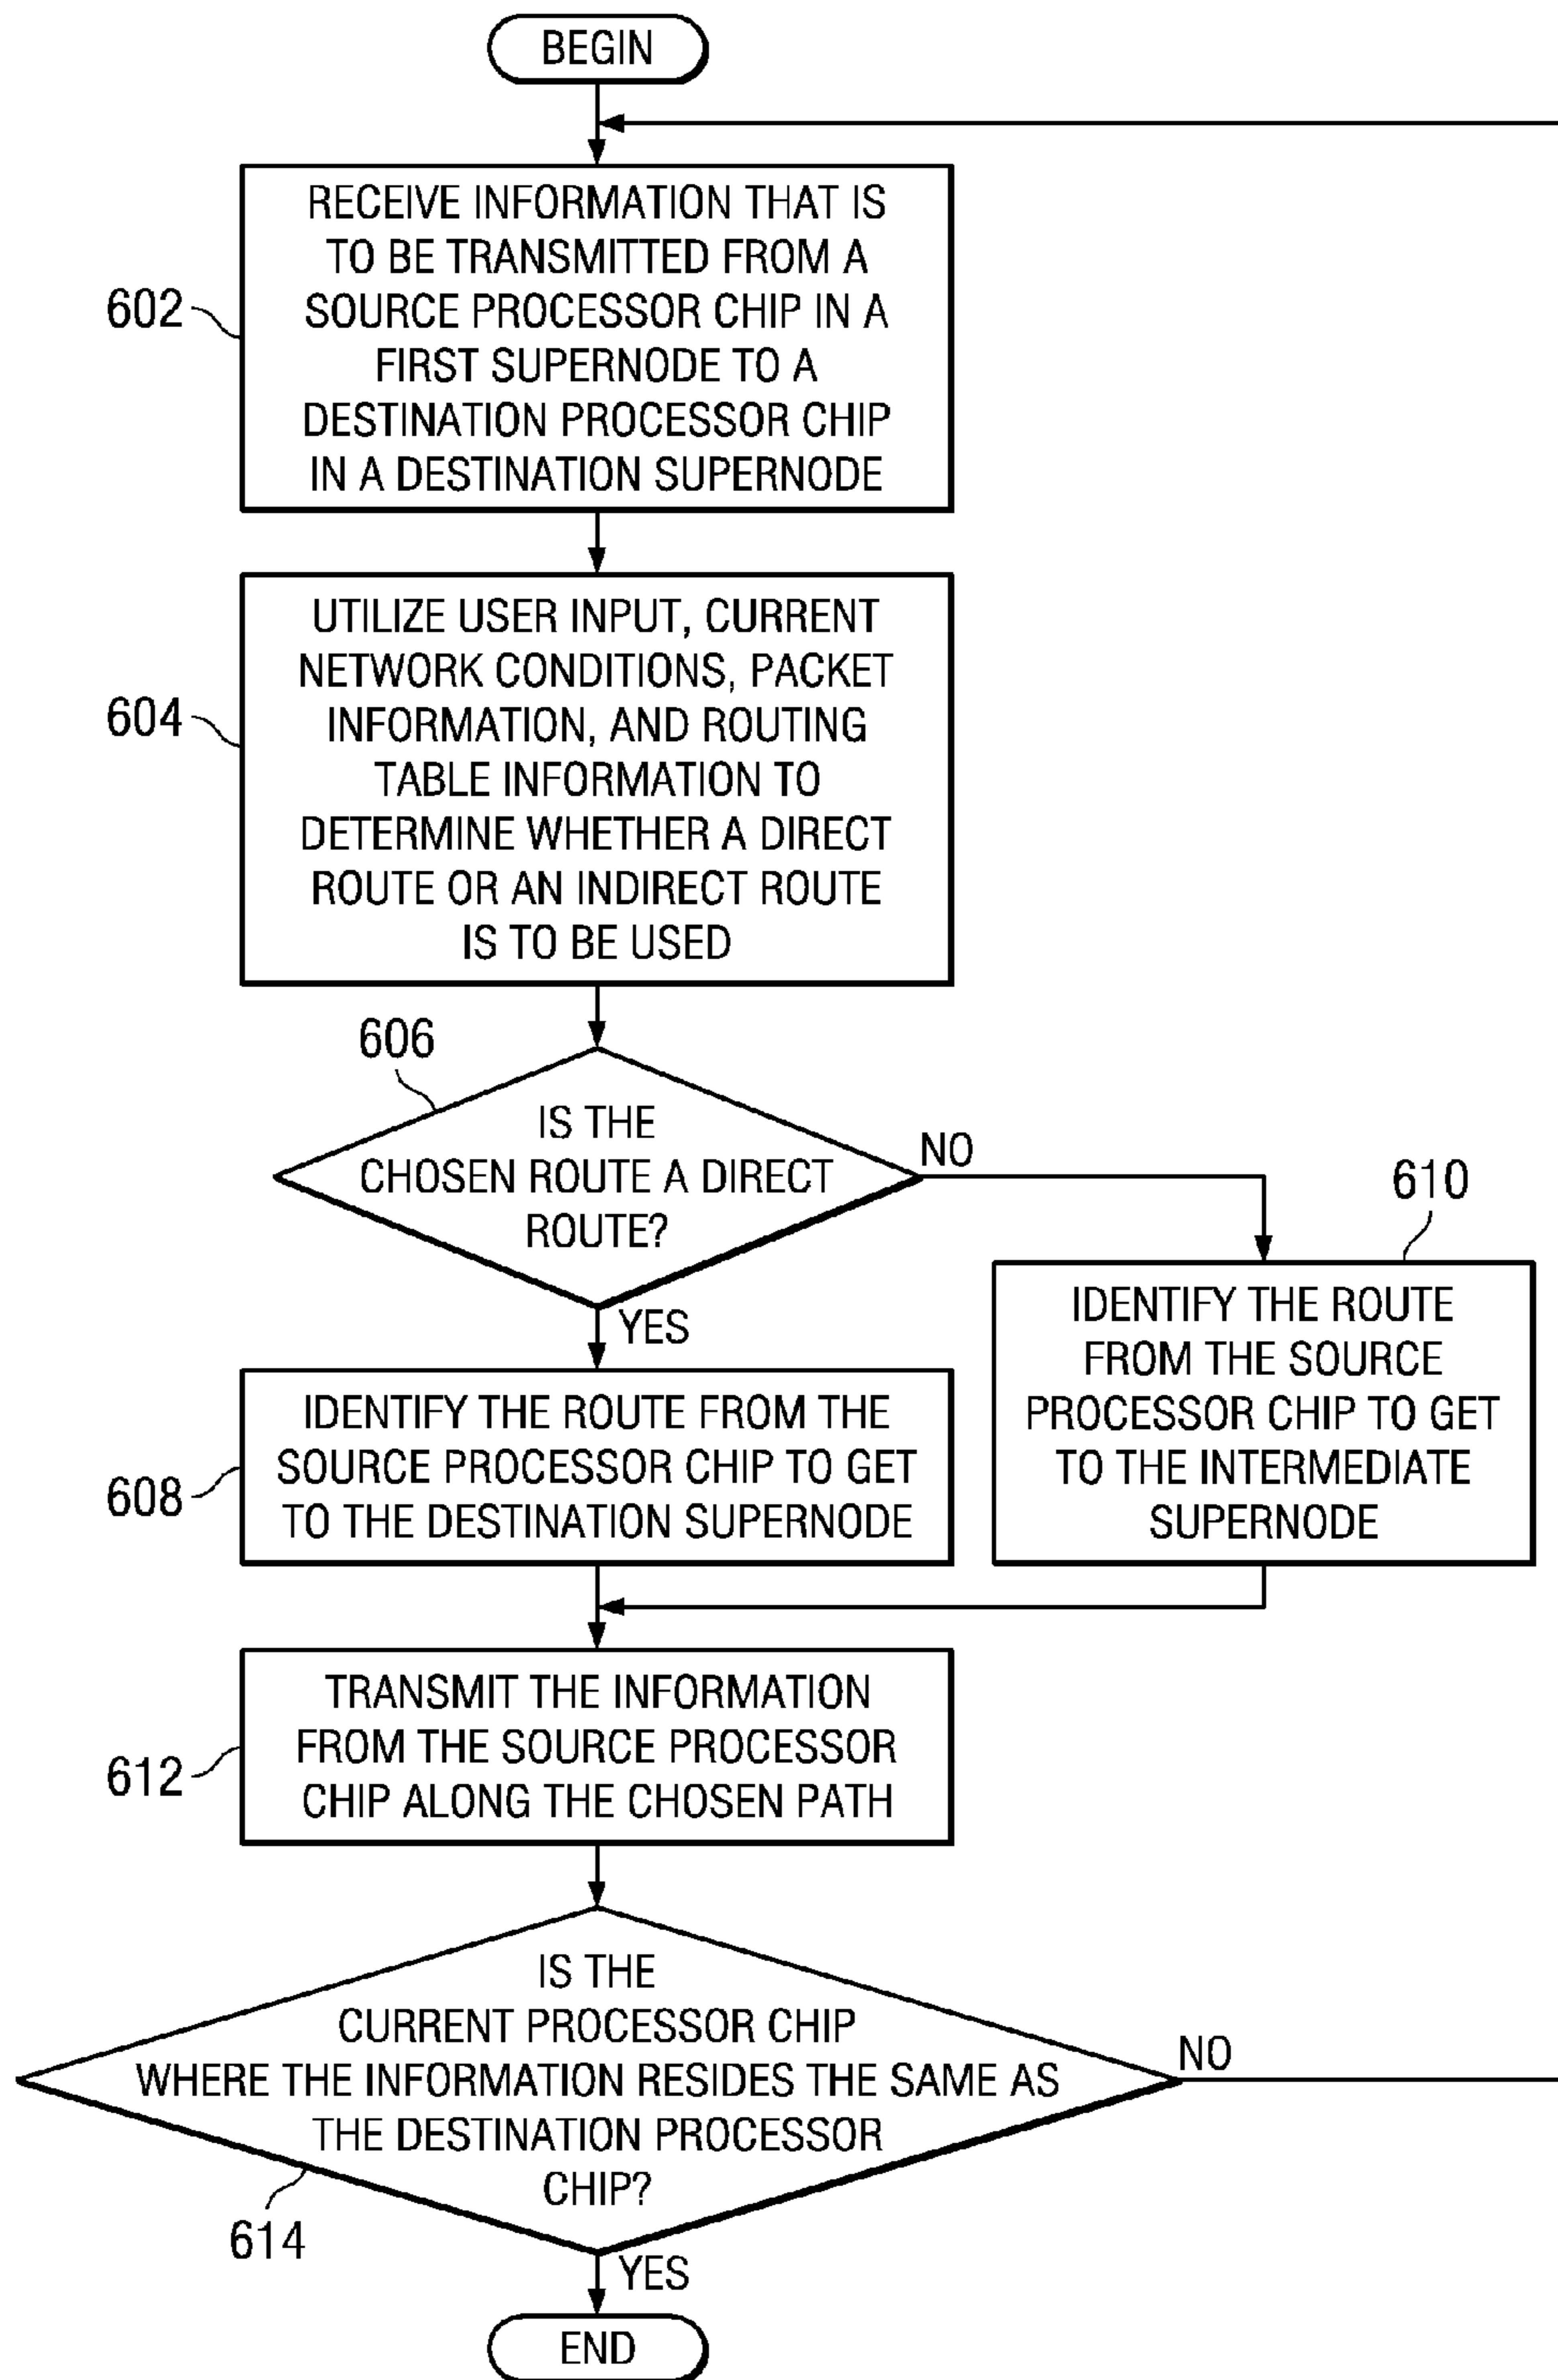 BEGIN
RECEIVE INFORMATION THAT IS
TO BE TRANSMITTED FROM A
SOURCE PROCESSOR CHIP IN A
FIRST SUPERNODE TO A
DESTINATION PROCESSOR CHIP
IN A DESTINATION SUPERNODE
602
UTILIZE USER INPUT, CURRENT
NETWORK CONDITIONS, PACKET
INFORMATION, AND ROUTING
TABLE INFORMATION TO
DETERMINE WHETHER A DIRECT
ROUTE OR AN INDIRECT ROUTE
IS TO BE USED
604
606
IS THE
CHOSEN ROUTE A DIRECT
ROUTE?
NO
YES
610
IDENTIFY THE ROUTE
FROM THE SOURCE
PROCESSOR CHIP TO GET
TO THE INTERMEDIATE
SUPERNODE
IDENTIFY THE ROUTE FROM THE
SOURCE PROCESSOR CHIP TO GET
TO THE DESTINATION SUPERNODE
608
TRANSMIT THE INFORMATION
FROM THE SOURCE PROCESSOR
CHIP ALONG THE CHOSEN PATH
612
IS THE
CURRENT PROCESSOR CHIP
WHERE THE INFORMATION RESIDES THE SAME AS
THE DESTINATION PROCESSOR
CHIP?
NO
614
YES
END